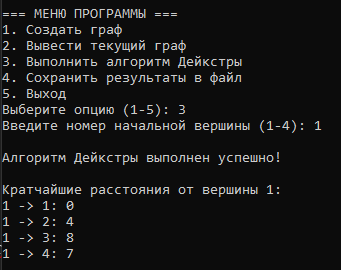 === МЕНЮ ПРОГРАММЫ ===
1. Создать граф
2. Вывести текущий граф
3. Выполнить алгоритм Дейкстры
4. Сохранить результаты в файл
5. Выход
Выберите опцию (1-5): 3
Введите номер начальной вершины (1-4): 1
Алгоритм Дейкстры выполнен успешно!
Кратчайшие расстояния от вершины 1:
1 -> 1: 0
1 -> 2: 4
1 -> 3: 8
1 -> 4: 7